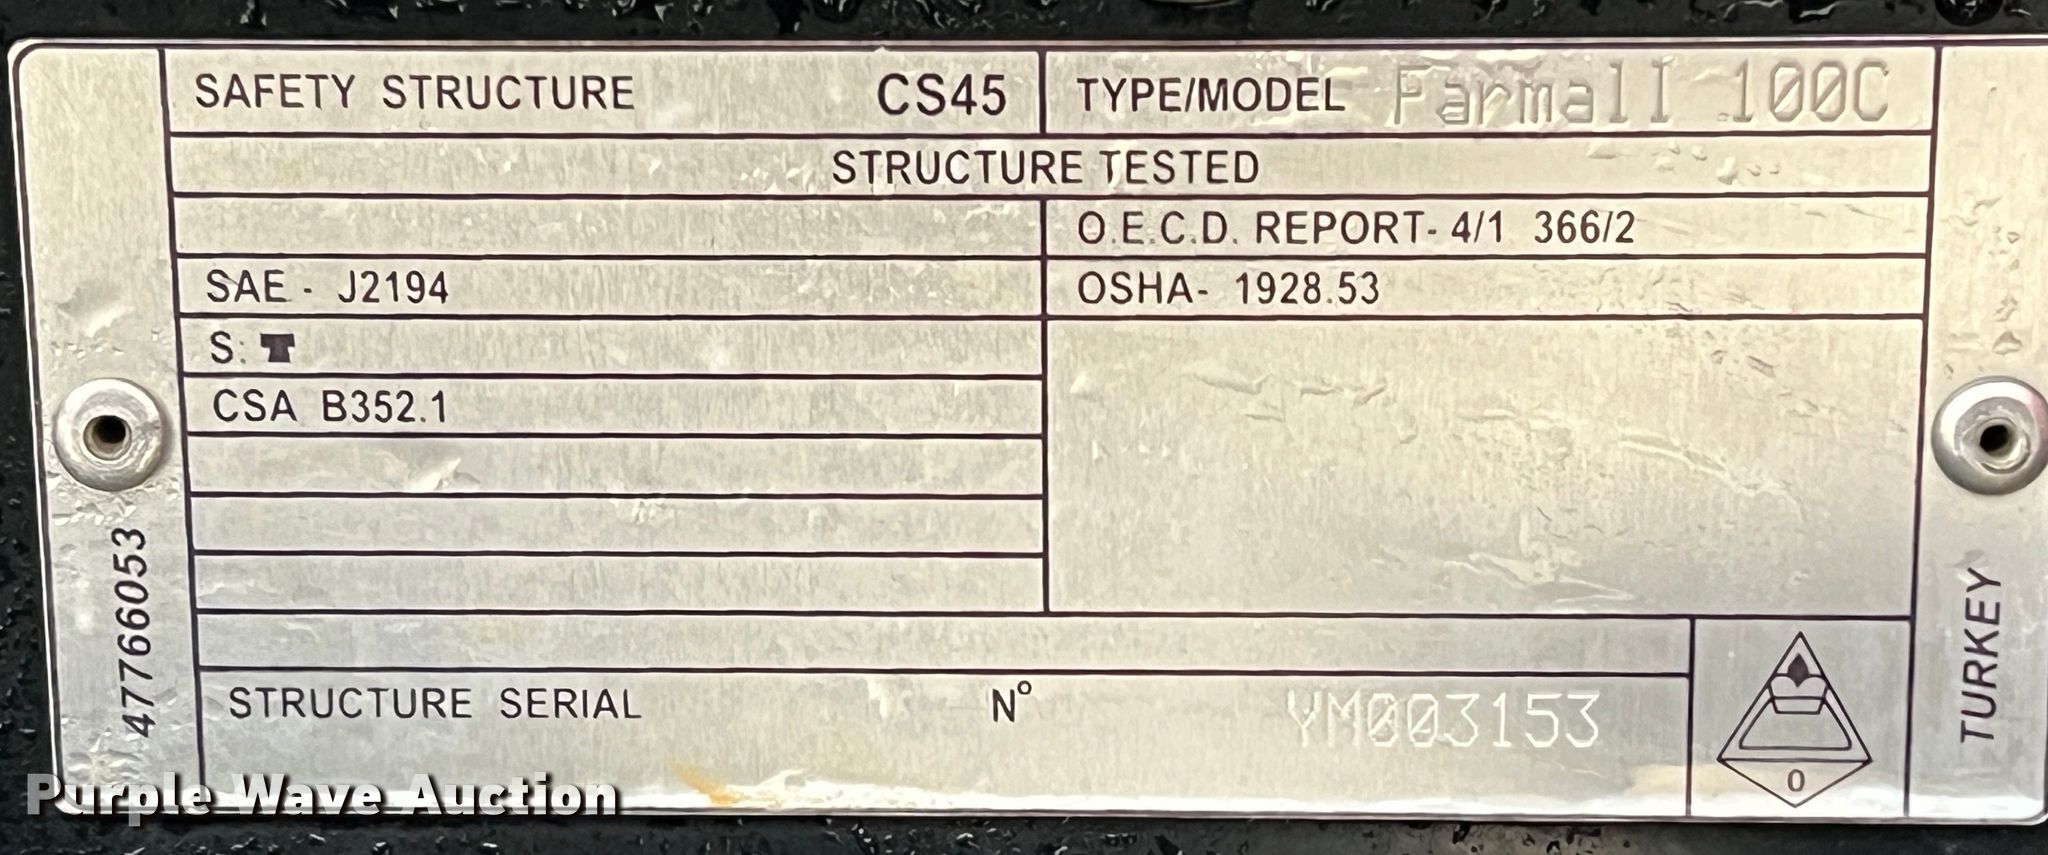 SAFETY STRUCTURE CS45
TYPE/MODEL Farmall 100C
STRUCTURE TESTED
O.E.C.D. REPORT- 4/1 366/2
SAE - J2194
OSHA- 1928.53
S:
CSA B352.1
STRUCTURE SERIAL N° YM003153
0
47766053
TURKEY
Purple Wave Auction